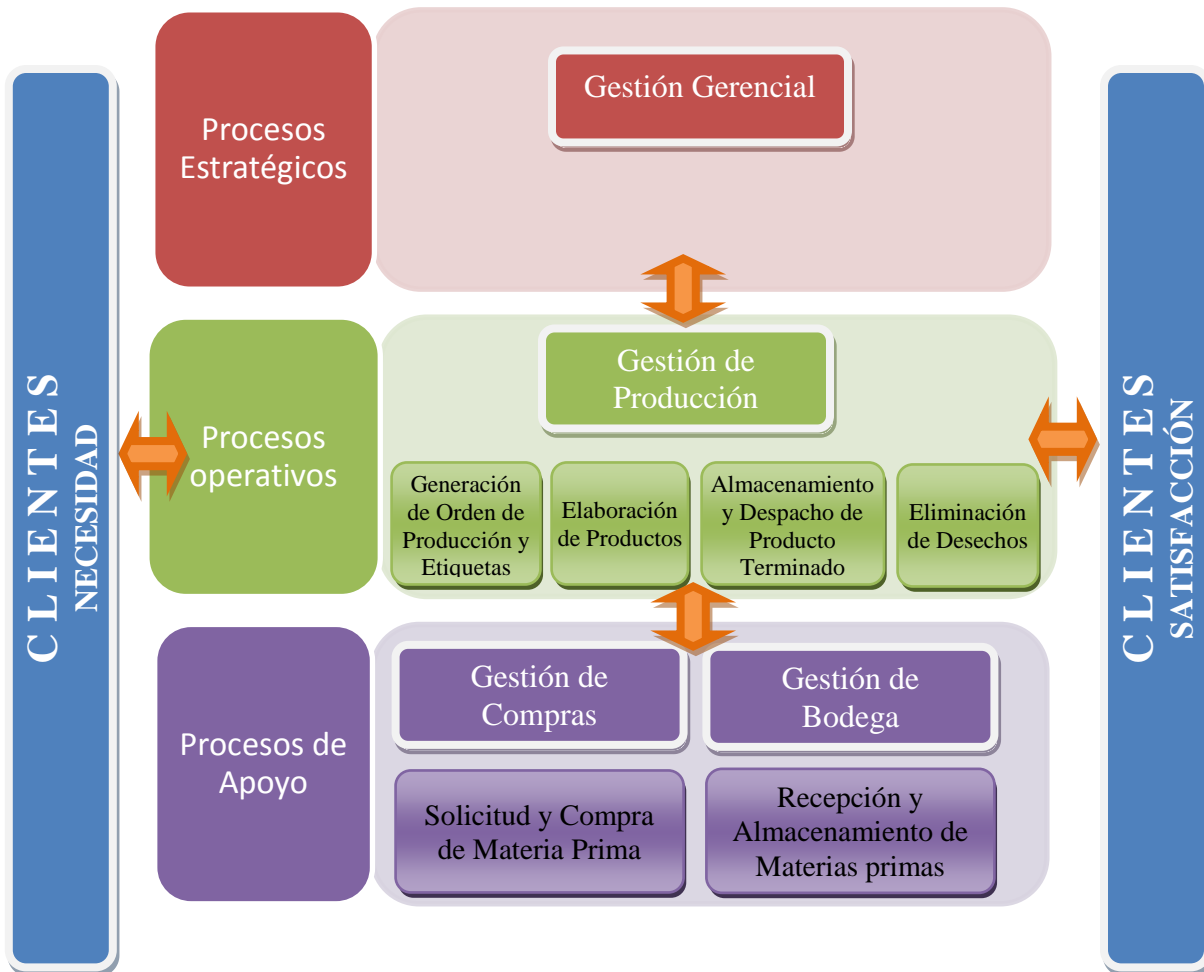 CLIENTES
NECESIDAD
Procesos
Estratégicos
Gestión Gerencial
Procesos
operativos
Gestión de
Producción
Generación
de Orden de
Producción y
Etiquetas
Elaboración
de Productos
Almacenamiento
y Despacho de
Producto
Terminado
Eliminación
de Desechos
Procesos de
Apoyo
Gestión de
Compras
Gestión de
Bodega
Solicitud y Compra
de Materia Prima
Recepción y
Almacenamiento de
Materias primas
CLIENTES
SATISFACCIÓN